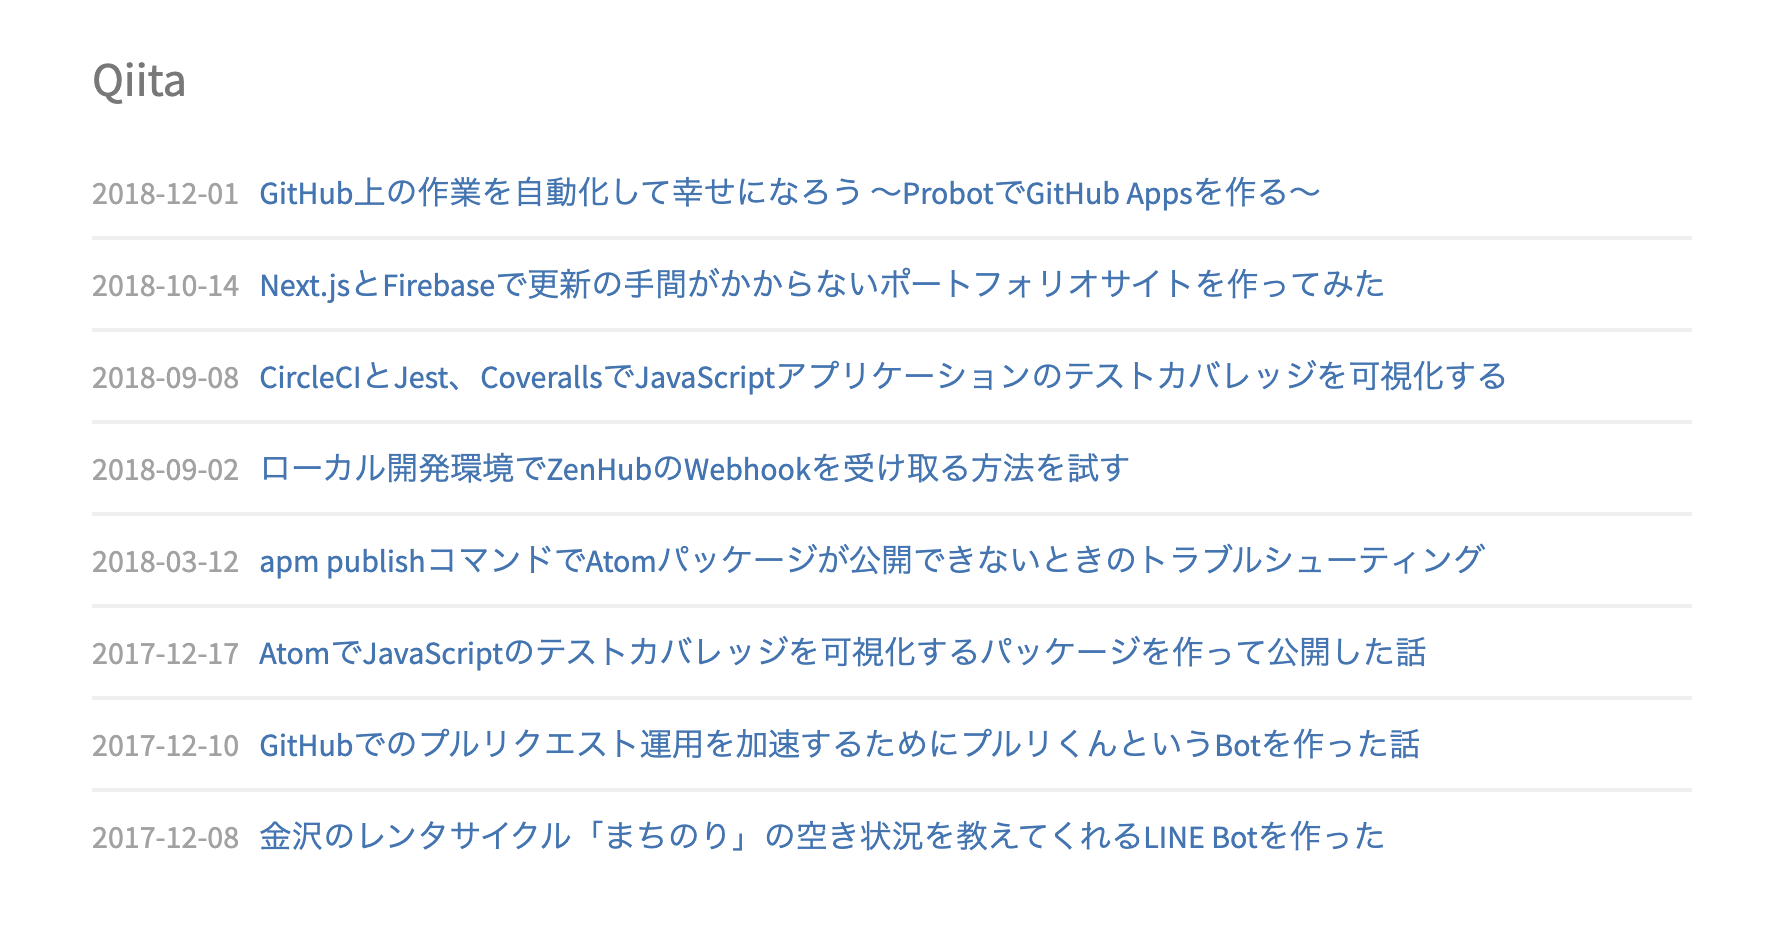 Qiita
2018-12-01 GitHub上の作業を自動化して幸せになろう 〜ProbotでGitHub Appsを作る〜
2018-10-14 Next.jsとFirebaseで更新の手間がかからないポートフォリオサイトを作ってみた
2018-09-08 CircleCIとJest、CoverallsでJavaScriptアプリケーションのテストカバレッジを可視化する
2018-09-02 ローカル開発環境でZenHubのWebhookを受け取る方法を試す
2018-03-12 apm publishコマンドでAtomパッケージが公開できないときのトラブルシューティング
2017-12-17 AtomでJavaScriptのテストカバレッジを可視化するパッケージを作って公開した話
2017-12-10 GitHubでのプルリクエスト運用を加速するためにプルリくんというBotを作った話
2017-12-08 金沢のレンタサイクル「まちのり」の空き状況を教えてくれるLINE Botを作った